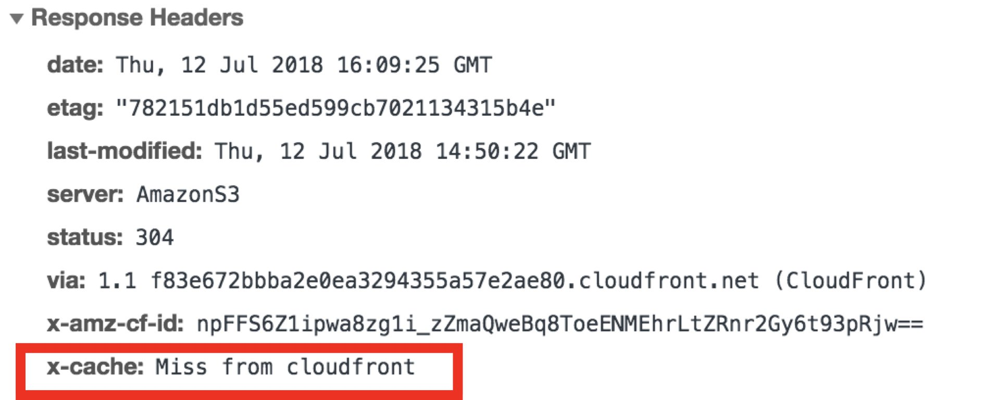 Response Headers
date: Thu, 12 Jul 2018 16:09:25 GMT
etag: "782151db1d55ed599cb7021134315b4e"
last-modified: Thu, 12 Jul 2018 14:50:22 GMT
server: AmazonS3
status: 304
via: 1.1 f83e672bbba2e0ea3294355a57e2ae80.cloudfront.net (CloudFront)
x-amz-cf-id: npFFS6Z1ipwa8zg1i_zZmaQweBq8ToeENMEhrLtZRnr2Gy6t93pRjw==
x-cache: Miss from cloudfront